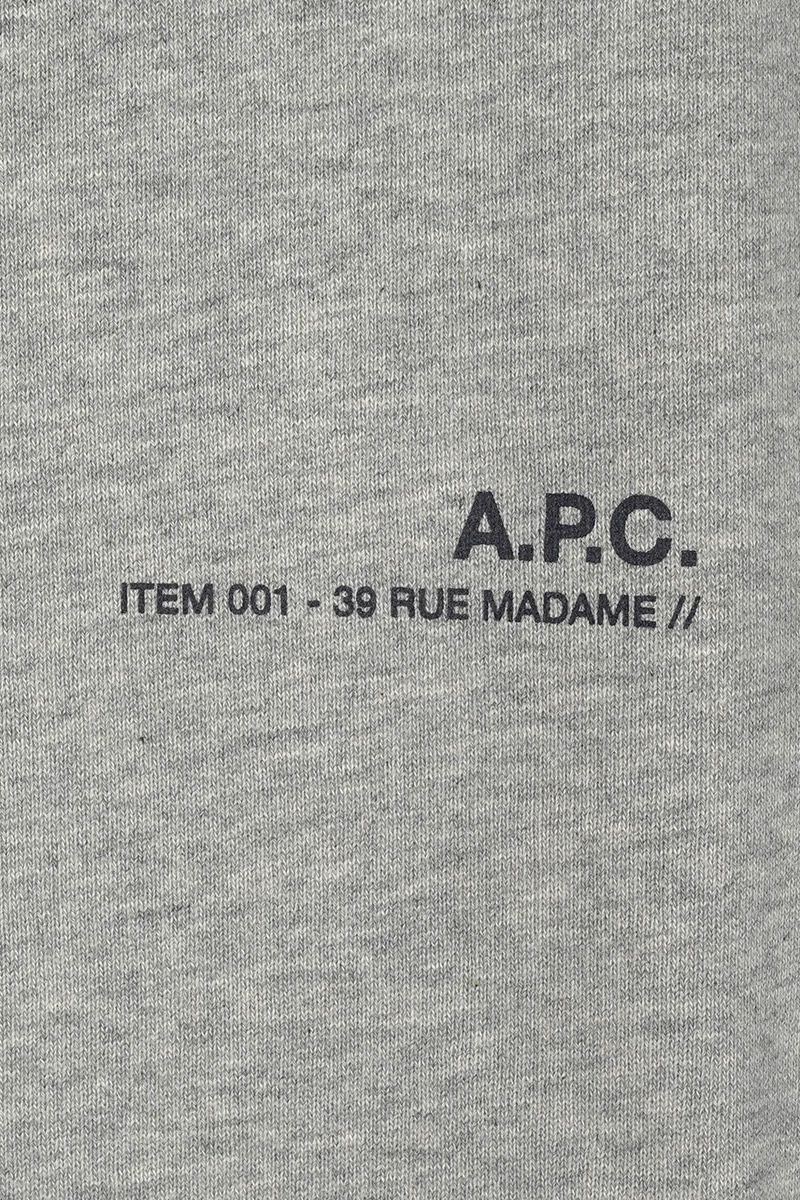 A.P.C.
ITEM 001 - 39 RUE MADAME //